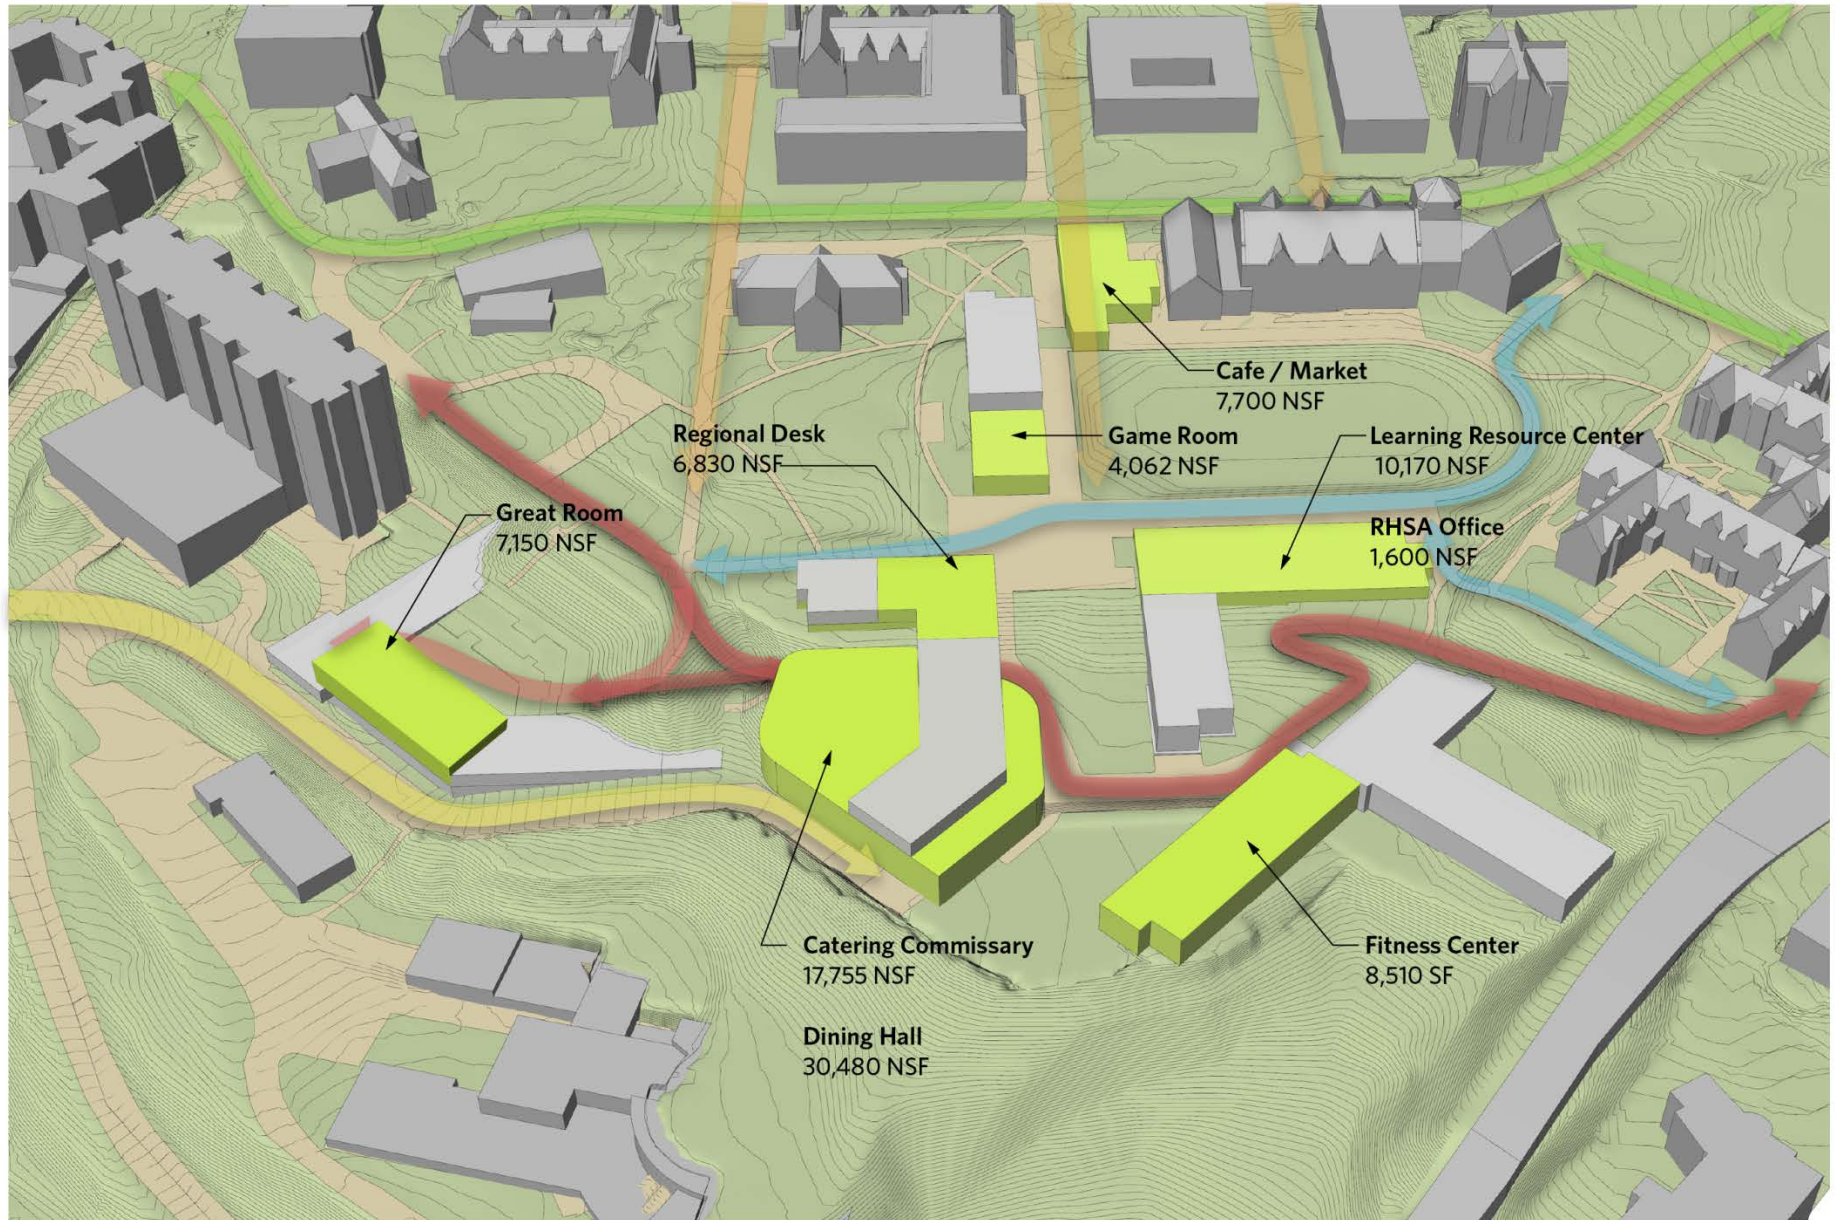 Cafe / Market
7,700 NSF
Regional Desk
6,830 NSF
Game Room
4,062 NSF
Learning Resource Center
10,170 NSF
Great Room
7,150 NSF
RHSA Office
1,600 NSF
Catering Commissary
17,755 NSF
Fitness Center
8,510 SF
Dining Hall
30,480 NSF